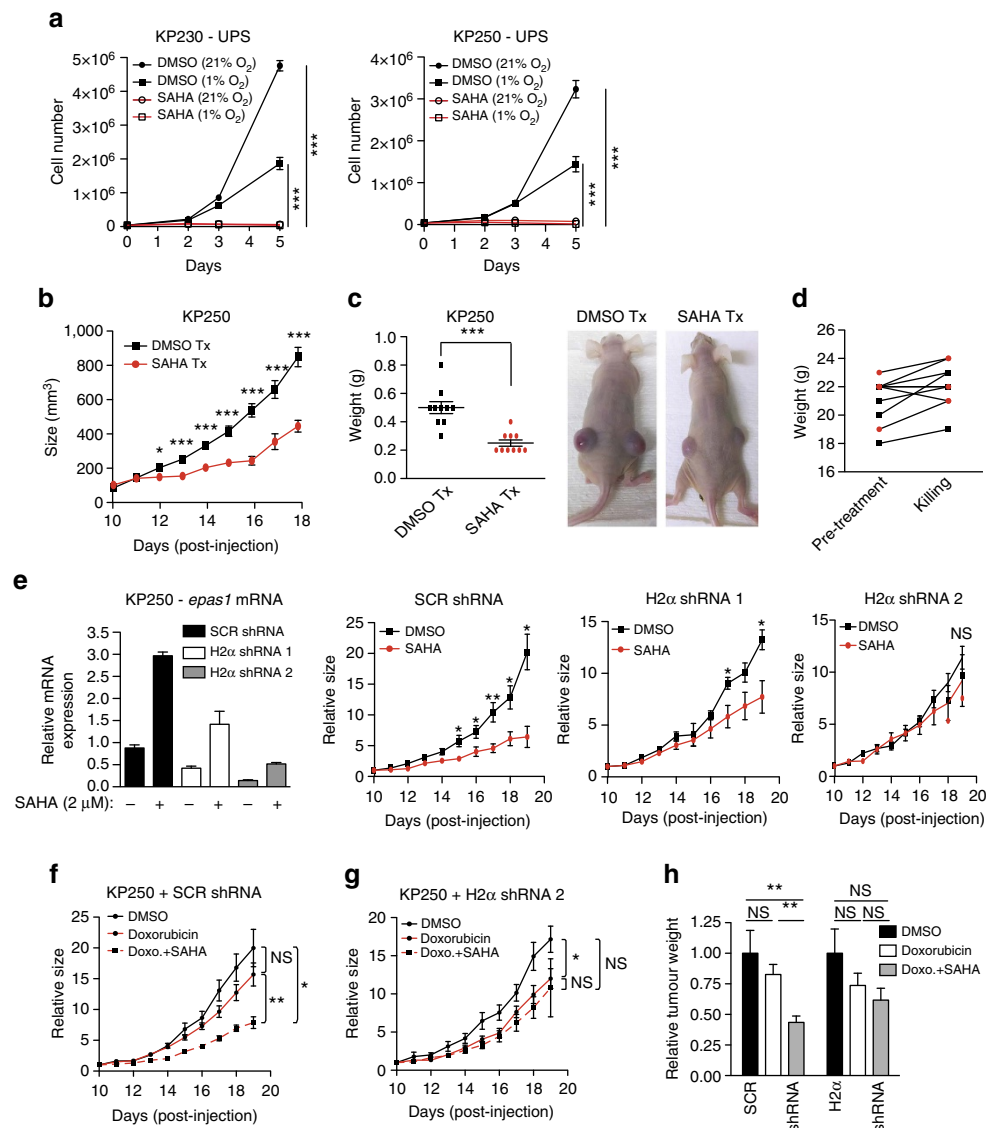 a
KP230 - UPS
5×10⁶
4×10⁶
3×10⁶
2×10⁶
1×10⁶
0
Cell number
DMSO (21% O₂)
DMSO (1% O₂)
SAHA (21% O₂)
SAHA (1% O₂)
***
***
0 1 2 3 4 5
Days
KP250 - UPS
4×10⁶
3×10⁶
2×10⁶
1×10⁶
0
Cell number
DMSO (21% O₂)
DMSO (1% O₂)
SAHA (21% O₂)
SAHA (1% O₂)
***
***
0 1 2 3 4 5
Days
b
KP250
1,000
800
600
400
200
0
Size (mm³)
DMSO Tx
SAHA Tx
* *** *** *** *** *** ***
10 12 14 16 18
Days (post-injection)
c
KP250
1.0
0.8
0.6
0.4
0.2
0.0
Weight (g)
***
DMSO Tx
SAHA Tx
DMSO Tx
SAHA Tx
d
26
24
22
20
18
16
Weight (g)
Pre-treatment
Killing
e
KP250 - epas1 mRNA
3.5
3.0
2.5
2.0
1.5
1.0
0.5
0.0
Relative mRNA
expression
SCR shRNA
H2α shRNA 1
H2α shRNA 2
SAHA (2 μM): – + – + – +
SCR shRNA
25
20
15
10
5
0
Relative size
DMSO
SAHA
* * ** * *
10 12 14 16 18 20
Days (post-injection)
H2α shRNA 1
15
10
5
0
Relative size
DMSO
SAHA
* *
10 12 14 16 18 20
Days (post-injection)
H2α shRNA 2
15
10
5
0
Relative size
DMSO
SAHA
NS
10 12 14 16 18 20
Days (post-injection)
f
KP250 + SCR shRNA
25
20
15
10
5
0
Relative size
DMSO
Doxorubicin
Doxo.+SAHA
NS
**
*
10 12 14 16 18 20
Days (post-injection)
g
KP250 + H2α shRNA 2
20
15
10
5
0
Relative size
DMSO
Doxorubicin
Doxo.+SAHA
*
NS
NS
10 12 14 16 18 20
Days (post-injection)
h
1.25
1.00
0.75
0.50
0.25
0.00
Relative tumour weight
**
NS **
NS
NS NS
DMSO
Doxorubicin
Doxo.+SAHA
SCR
shRNA
H2α
shRNA